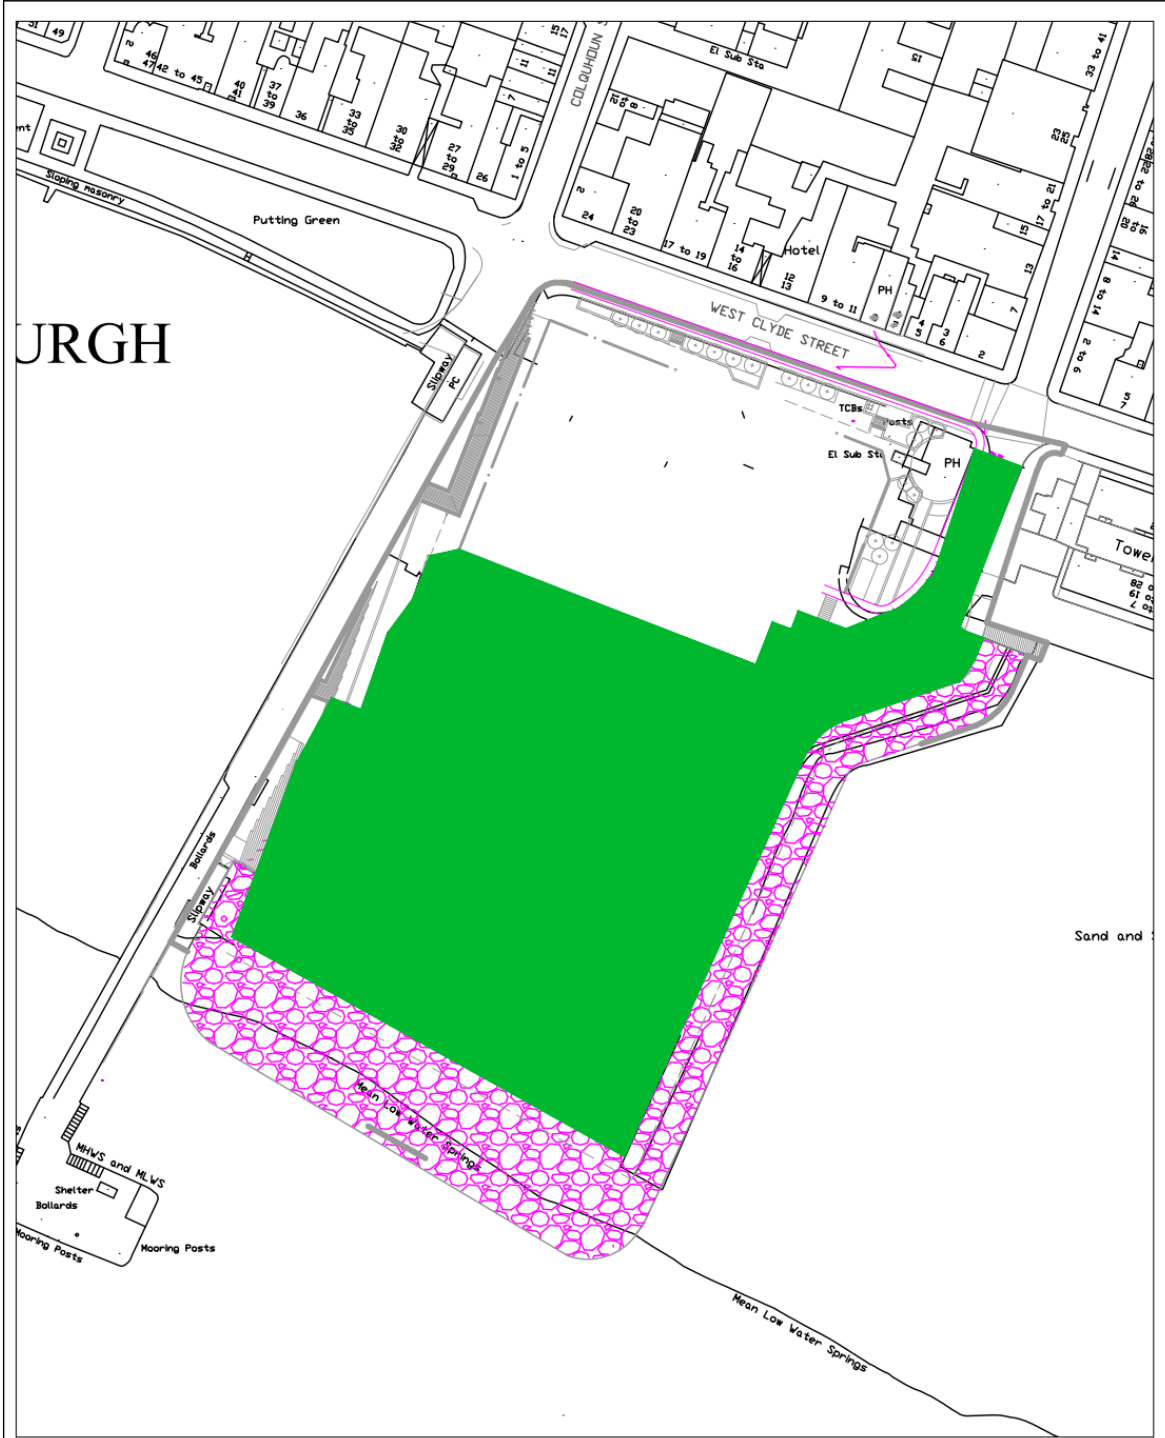 49
2
46
47
42 to 45
40
41
37
to
39
36
33
to
35
30
to
32
27
to
29
26
1 to 5
7
11
11
15
17
COLQUHOUN
El Sub Sta
15
33 to 41
23
25
8
to
12
2
24
20
to
23
17 to 19
14
to
16
Hotel
12
13
9 to 11
PH
4
5
3
6
2
7
13
15
17 to 21
16
20
14
8 to 14
2 to 6
5
7
Sloping masonry
Putting Green
WEST CLYDE STREET
URGH
Slipway
PC
TCBs
Posts
El Sub Sta
PH
Tower
28
19
7
Bollards
Slipway
Sand and
Mean Low Water Springs
MHWS and MLWS
Shelter
Bollards
Mooring Posts
Mooring Posts
Mean Low Water Springs